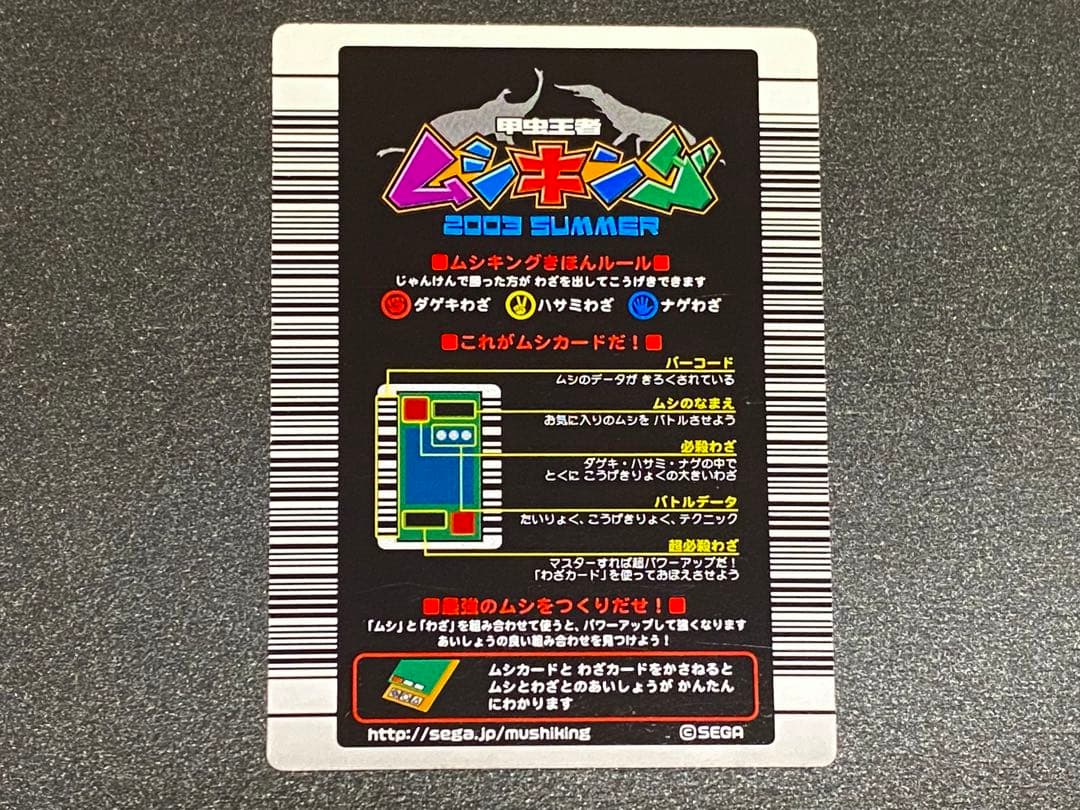 甲虫王者
ムシキング
2003 SUMMER
■ムシキングきほんルール■
じゃんけんで勝った方が わざを出してこうげきできます
ダゲキわざ ハサミわざ ナゲわざ
■これがムシカードだ！■
バーコード
ムシのデータが きろくされている
ムシのなまえ
お気に入りのムシを バトルさせよう
必殺わざ
ダゲキ・ハサミ・ナゲの中で
とくに こうげきりょくの大きいわざ
バトルデータ
たいりょく、こうげきりょく、テクニック
超必殺わざ
マスターすれば超パワーアップだ！
「わざカード」を使っておぼえさせよう
■最強のムシをつくりだせ！■
「ムシ」と「わざ」を組み合わせて使うと、パワーアップして強くなります
あいしょうの良い組み合わせを見つけよう！
ムシカードと わざカードをかさねると
ムシとわざとのあいしょうが かんたん
にわかります
http://sega.jp/mushiking ©SEGA